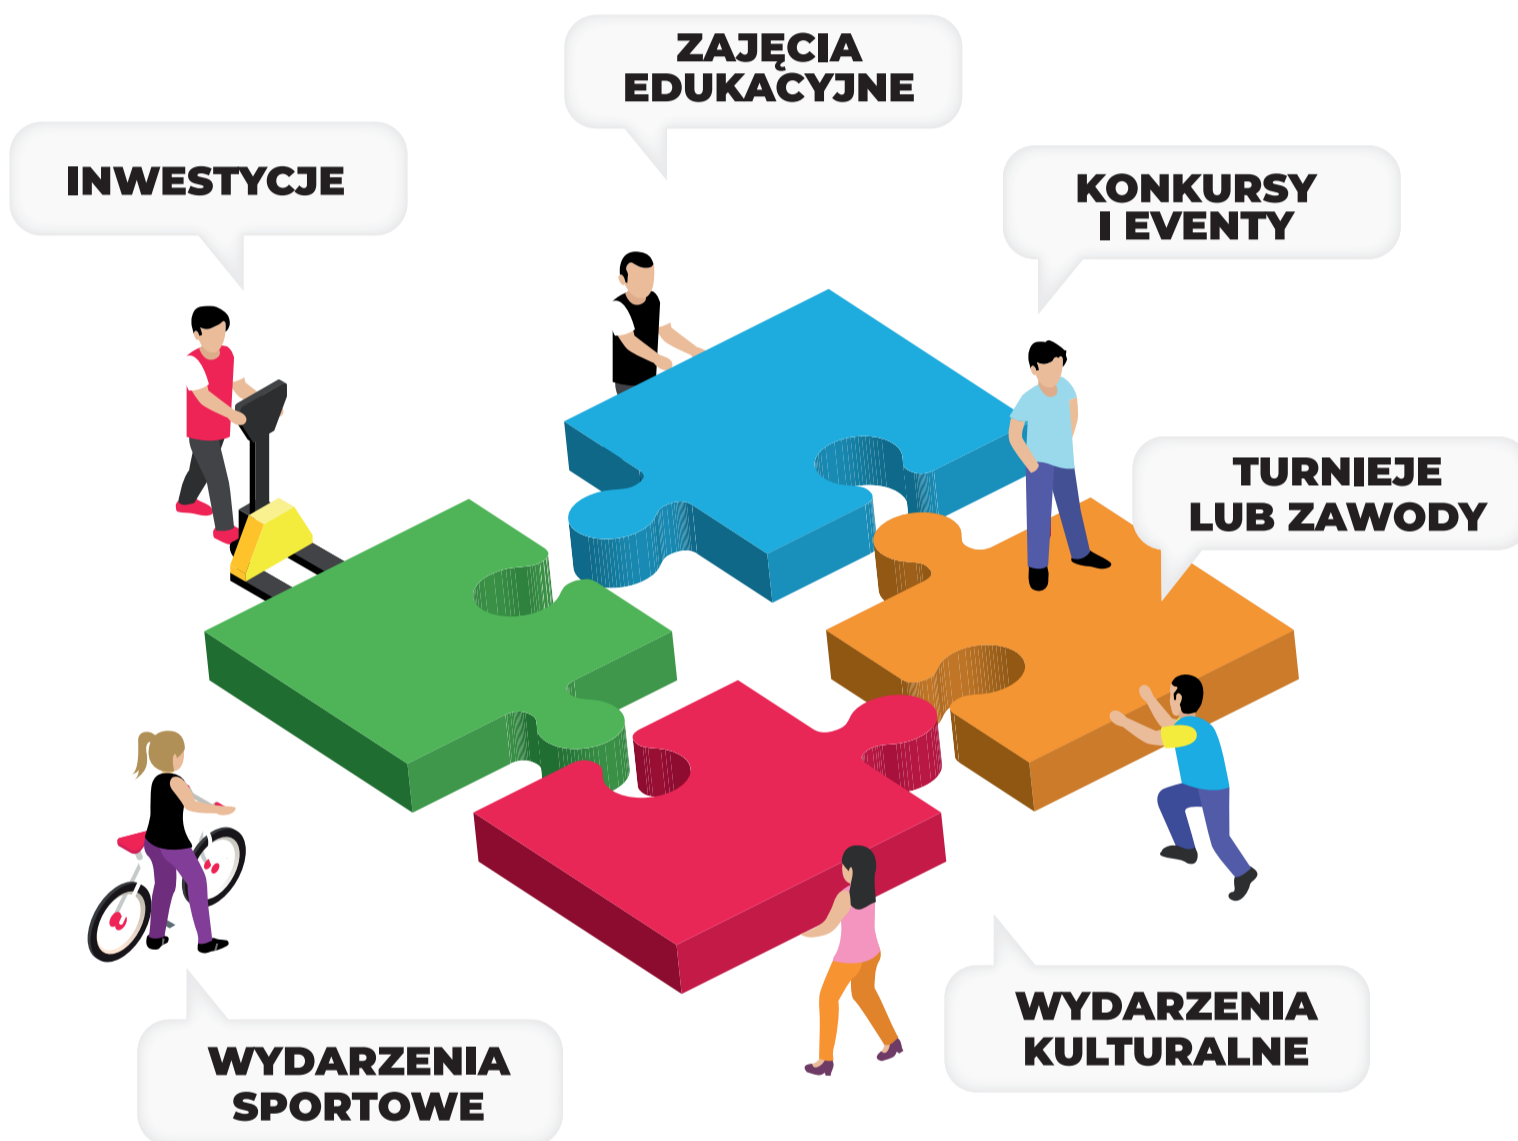 ZAJĘCIA
EDUKACYJNE
INWESTYCJE
KONKURSY
I EVENTY
TURNIEJE
LUB ZAWODY
WYDARZENIA
KULTURALNE
WYDARZENIA
SPORTOWE